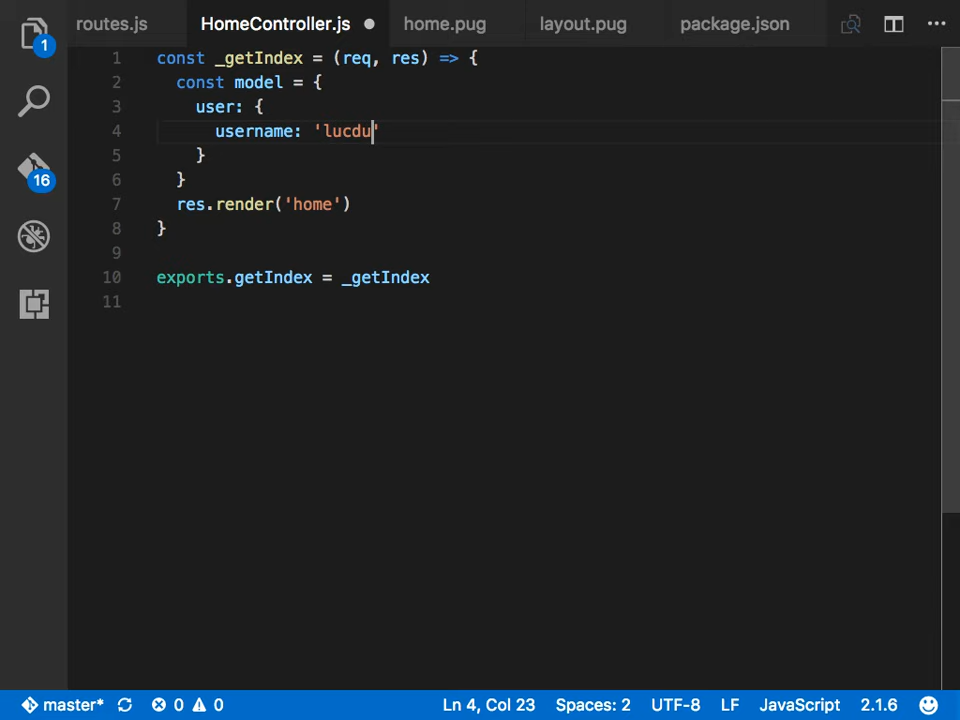 routes.js HomeController.js home.pug layout.pug package.json
1 const _getIndex = (req, res) => {
2 const model = {
3 user: {
4 username: 'lucdu'
5 }
6 }
7 res.render('home')
8 }
9
10 exports.getIndex = _getIndex
11
1
16
master* 0 0 Ln 4, Col 23 Spaces: 2 UTF-8 LF JavaScript 2.1.6